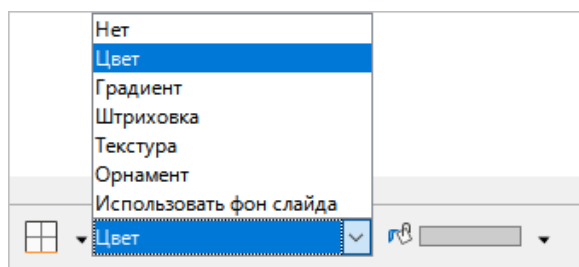 Нет
Цвет
Градиент
Штриховка
Текстура
Орнамент
Использовать фон слайда
Цвет